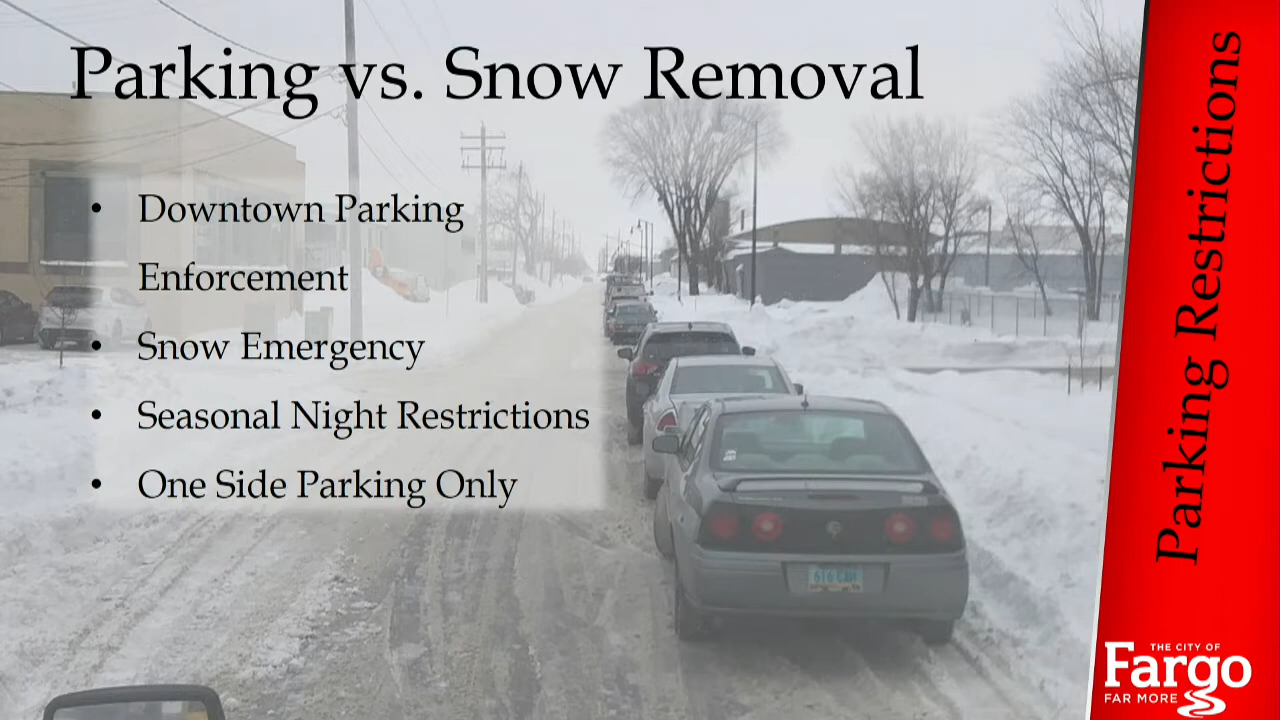 Parking vs. Snow Removal
• Downtown Parking
Enforcement
• Snow Emergency
• Seasonal Night Restrictions
• One Side Parking Only
Parking Restrictions
THE CITY OF
Fargo
FAR MORE